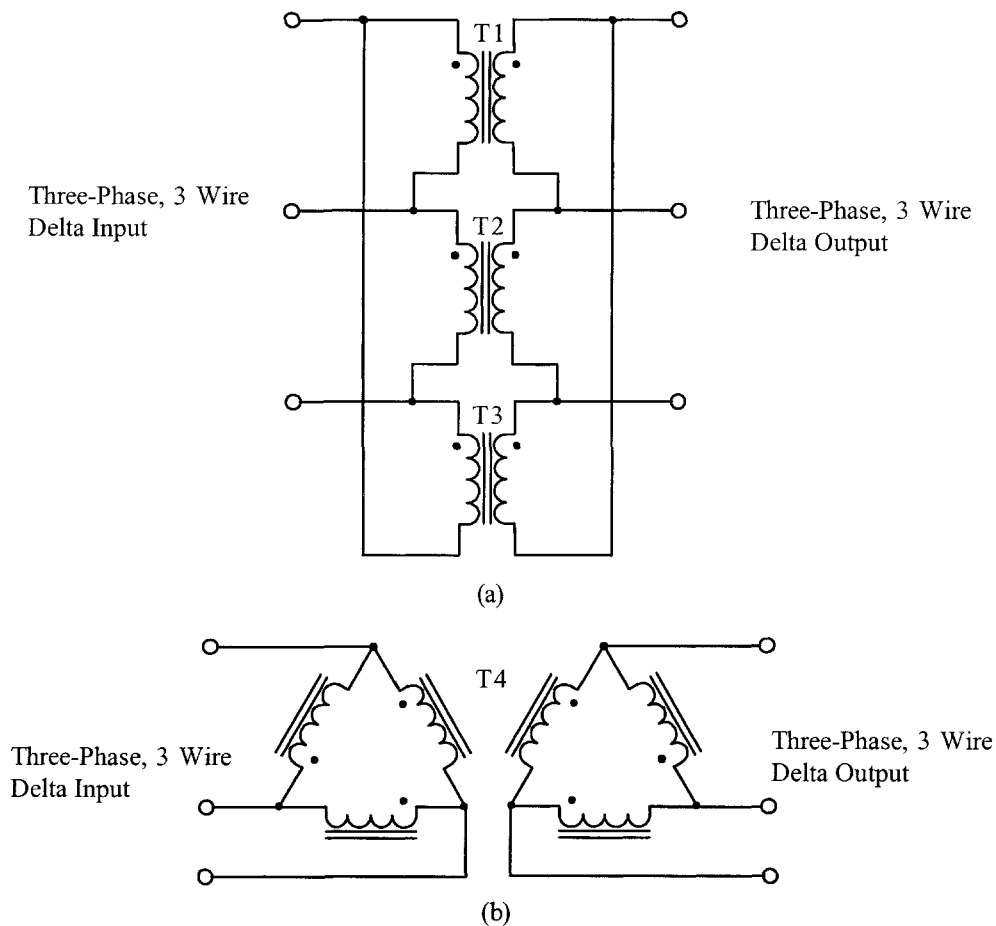 T1
Three-Phase, 3 Wire
Delta Input
Three-Phase, 3 Wire
Delta Output
T2
T3
(a)
T4
Three-Phase, 3 Wire
Delta Input
Three-Phase, 3 Wire
Delta Output
(b)